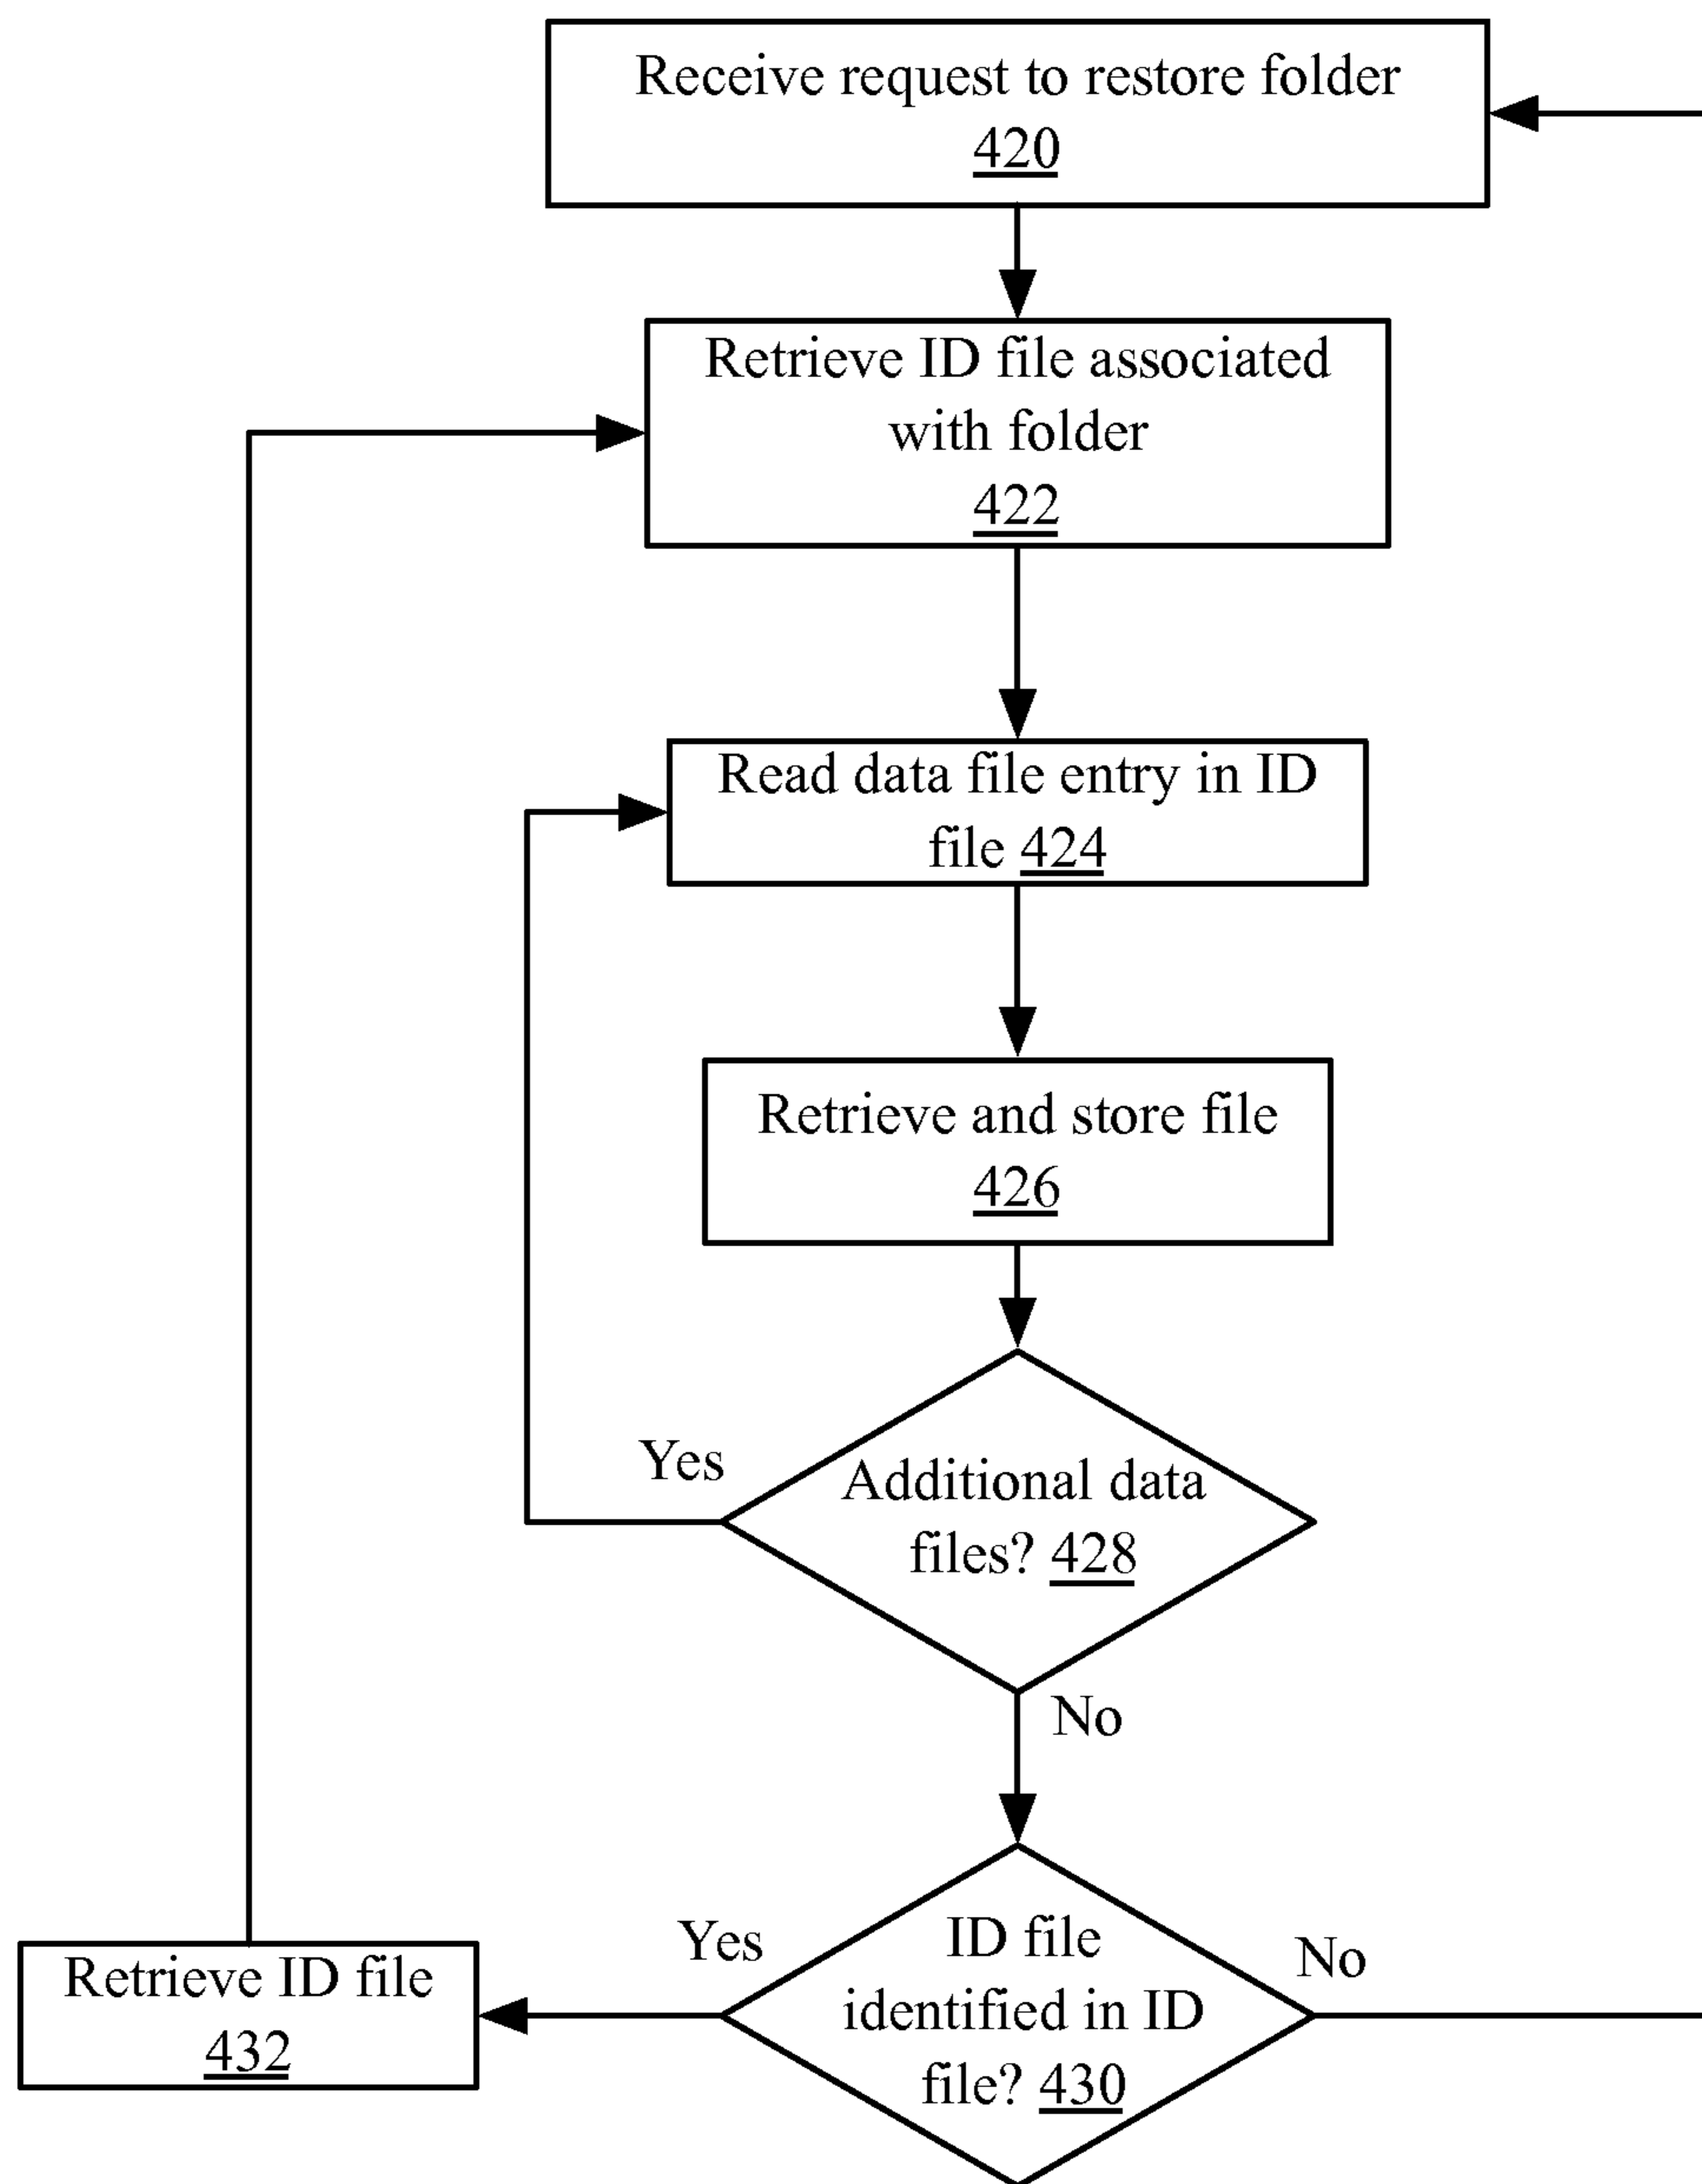 Receive request to restore folder
420
Retrieve ID file associated
with folder
422
Read data file entry in ID
file 424
Retrieve and store file
426
Yes
Additional data
files? 428
No
Yes
ID file
identified in ID
file? 430
No
Retrieve ID file
432